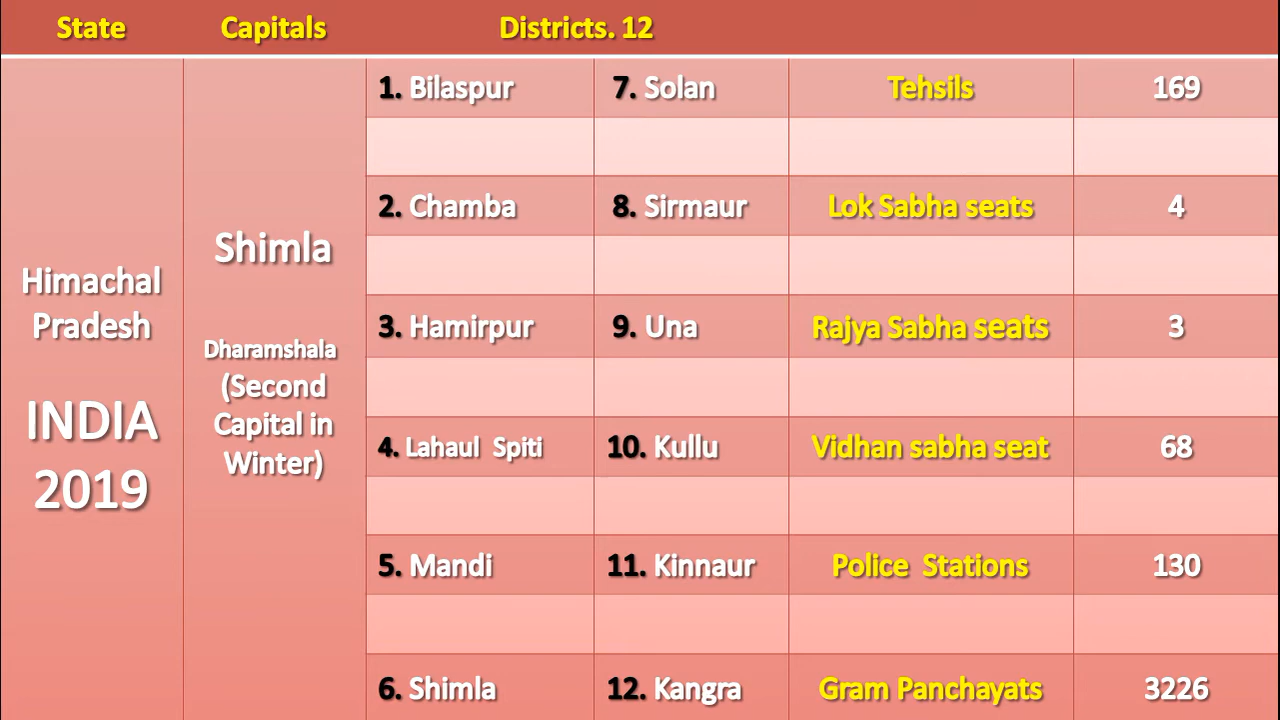 State Capitals Districts. 12
1. Bilaspur 7. Solan Tehsils 169
2. Chamba 8. Sirmaur Lok Sabha seats 4
Shimla
Himachal
Pradesh
3. Hamirpur 9. Una Rajya Sabha seats 3
Dharamshala
(Second
Capital in
Winter)
INDIA
2019
4. Lahaul Spiti 10. Kullu Vidhan sabha seat 68
5. Mandi 11. Kinnaur Police Stations 130
6. Shimla 12. Kangra Gram Panchayats 3226